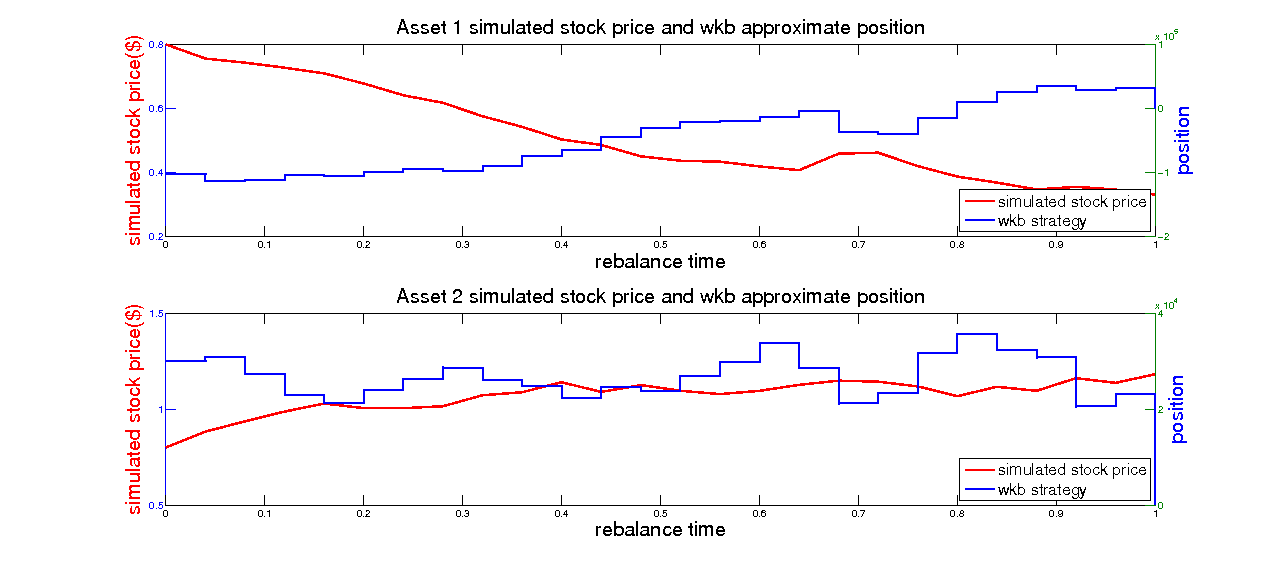 Asset 1 simulated stock price and wkb approximate position
x 10^5
simulated stock price($)
0.8
0.6
0.4
0.2
1
0
-1
-2
position
simulated stock price
wkb strategy
0 0.1 0.2 0.3 0.4 0.5 0.6 0.7 0.8 0.9 1
rebalance time
Asset 2 simulated stock price and wkb approximate position
x 10^4
simulated stock price($)
1.5
1
0.5
4
2
0
position
simulated stock price
wkb strategy
0 0.1 0.2 0.3 0.4 0.5 0.6 0.7 0.8 0.9 1
rebalance time